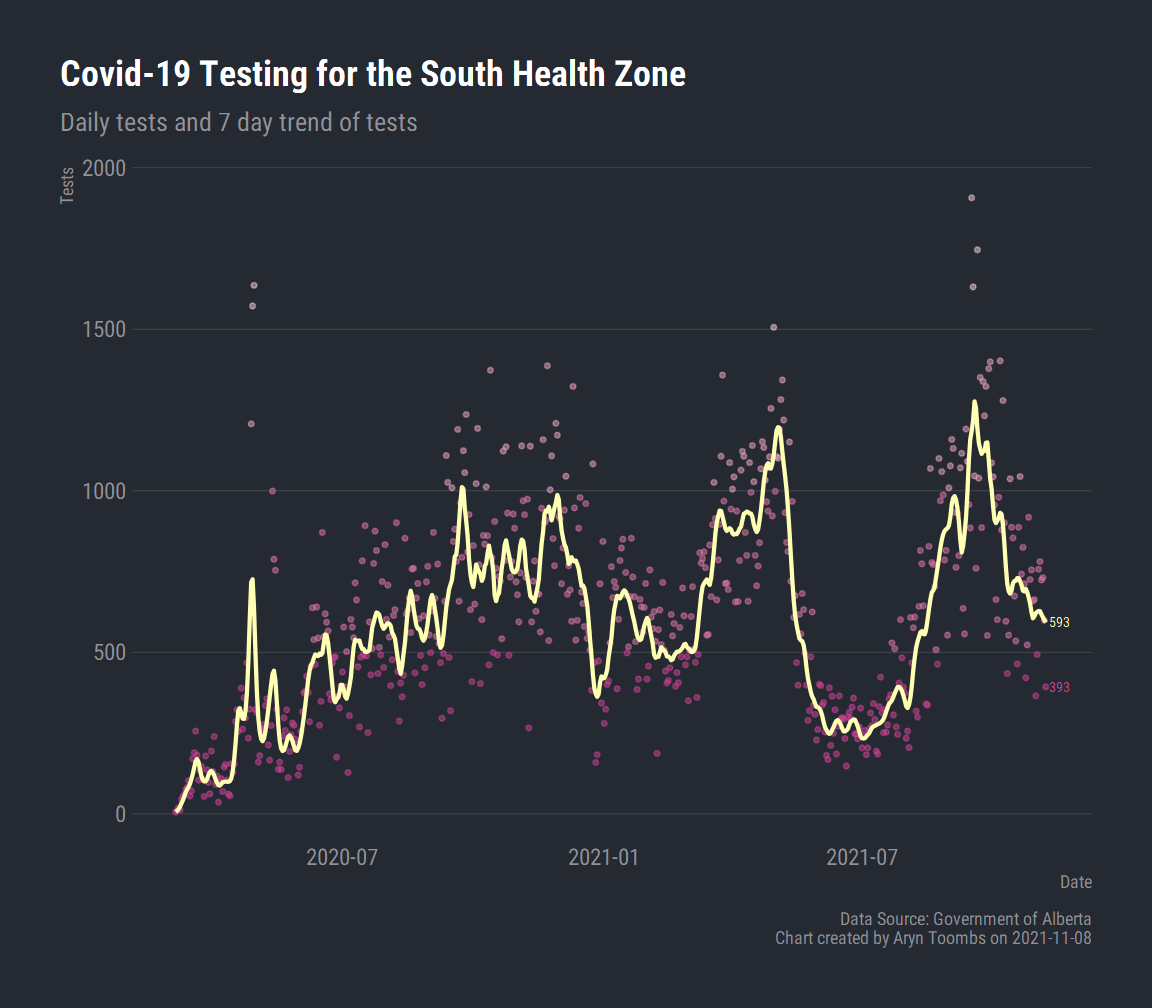 Covid-19 Testing for the South Health Zone
Daily tests and 7 day trend of tests
Tests
2000
1500
1000
500
0
593
393
2020-07
2021-01
2021-07
Date
Data Source: Government of Alberta
Chart created by Aryn Toombs on 2021-11-08